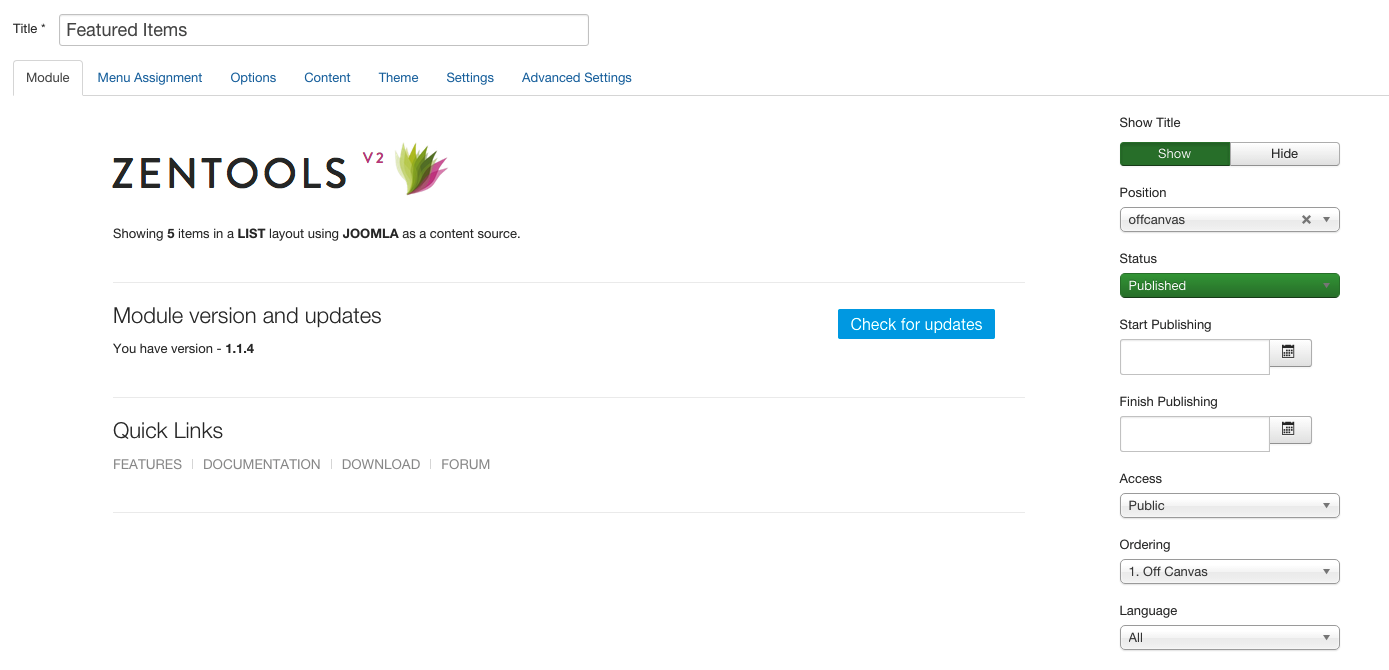 Title *
Featured Items
Module Menu Assignment Options Content Theme Settings Advanced Settings
ZENTOOLS V2
Showing 5 items in a LIST layout using JOOMLA as a content source.
Module version and updates
Check for updates
You have version - 1.1.4
Quick Links
FEATURES DOCUMENTATION DOWNLOAD FORUM
Show Title
Show Hide
Position
offcanvas
Status
Published
Start Publishing
Finish Publishing
Access
Public
Ordering
1. Off Canvas
Language
All